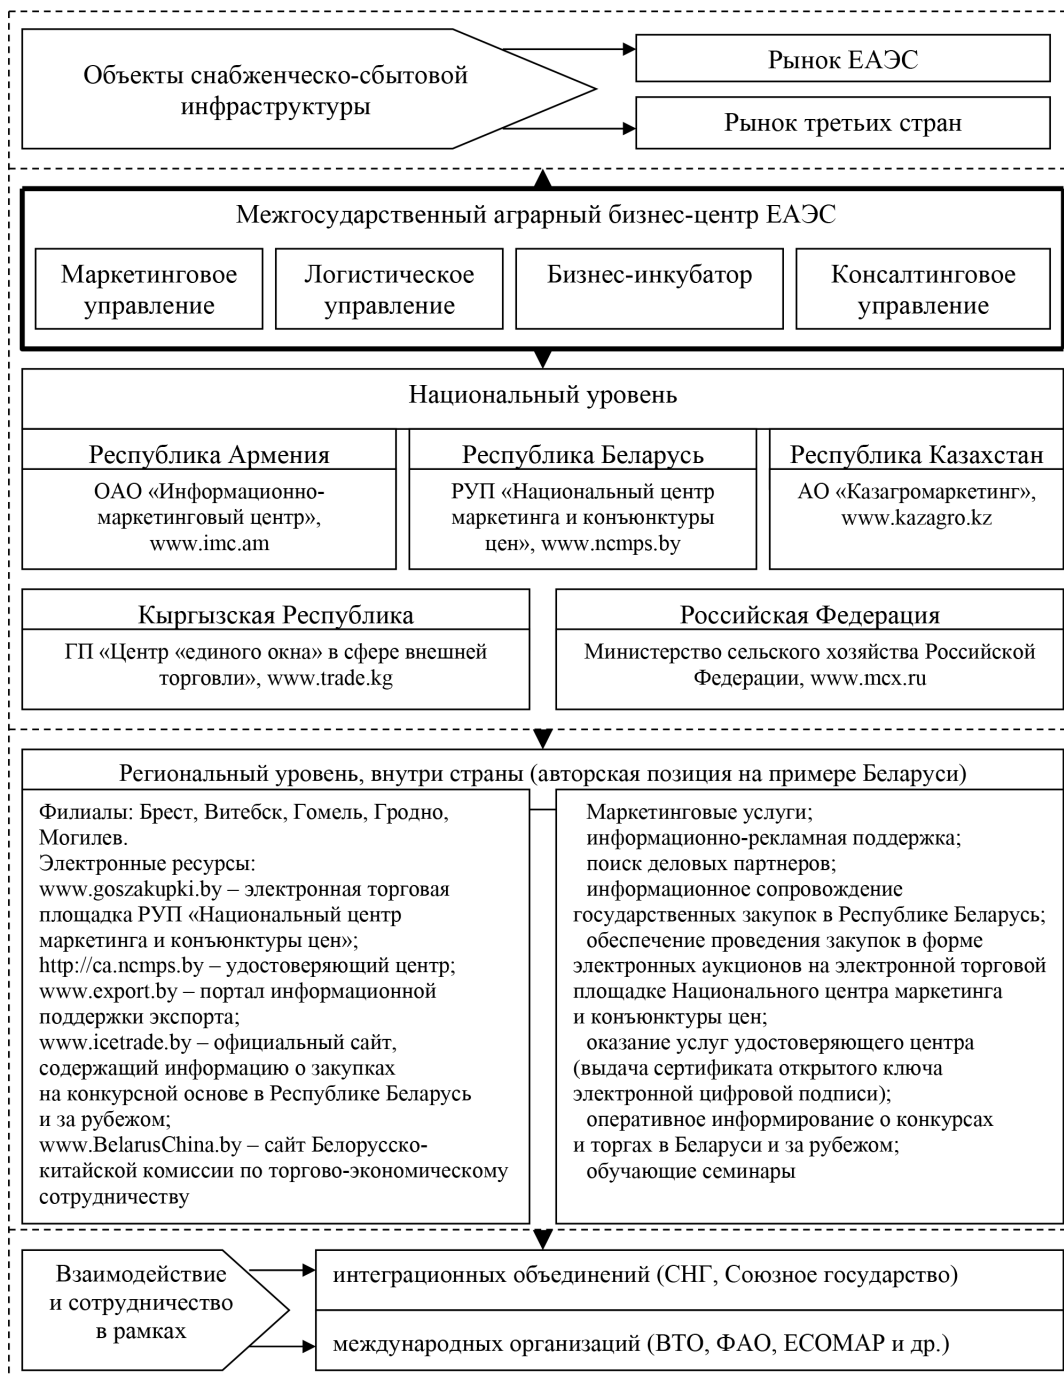 Объекты снабженческо-сбытовой
инфраструктуры
Рынок ЕАЭС
Рынок третьих стран
Межгосударственный аграрный бизнес-центр ЕАЭС
Маркетинговое
управление
Логистическое
управление
Бизнес-инкубатор
Консалтинговое
управление
Национальный уровень
Республика Армения
ОАО «Информационно-
маркетинговый центр»,
www.imc.am
Республика Беларусь
РУП «Национальный центр
маркетинга и конъюнктуры
цен», www.ncmps.by
Республика Казахстан
АО «Казагромаркетинг»,
www.kazagro.kz
Кыргызская Республика
ГП «Центр «единого окна» в сфере внешней
торговли», www.trade.kg
Российская Федерация
Министерство сельского хозяйства Российской
Федерации, www.mcx.ru
Региональный уровень, внутри страны (авторская позиция на примере Беларуси)
Филиалы: Брест, Витебск, Гомель, Гродно,
Могилев.
Электронные ресурсы:
www.goszakupki.by – электронная торговая
площадка РУП «Национальный центр
маркетинга и конъюнктуры цен»;
http://ca.ncmps.by – удостоверяющий центр;
www.export.by – портал информационной
поддержки экспорта;
www.icetrade.by – официальный сайт,
содержащий информацию о закупках
на конкурсной основе в Республике Беларусь
и за рубежом;
www.BelarusChina.by – сайт Белорусско-
китайской комиссии по торгово-экономическому
сотрудничеству
Маркетинговые услуги;
информационно-рекламная поддержка;
поиск деловых партнеров;
информационное сопровождение
государственных закупок в Республике Беларусь;
обеспечение проведения закупок в форме
электронных аукционов на электронной торговой
площадке Национального центра маркетинга
и конъюнктуры цен;
оказание услуг удостоверяющего центра
(выдача сертификата открытого ключа
электронной цифровой подписи);
оперативное информирование о конкурсах
и торгах в Беларуси и за рубежом;
обучающие семинары
Взаимодействие
и сотрудничество
в рамках
интеграционных объединений (СНГ, Союзное государство)
международных организаций (ВТО, ФАО, ЕСОМАР и др.)